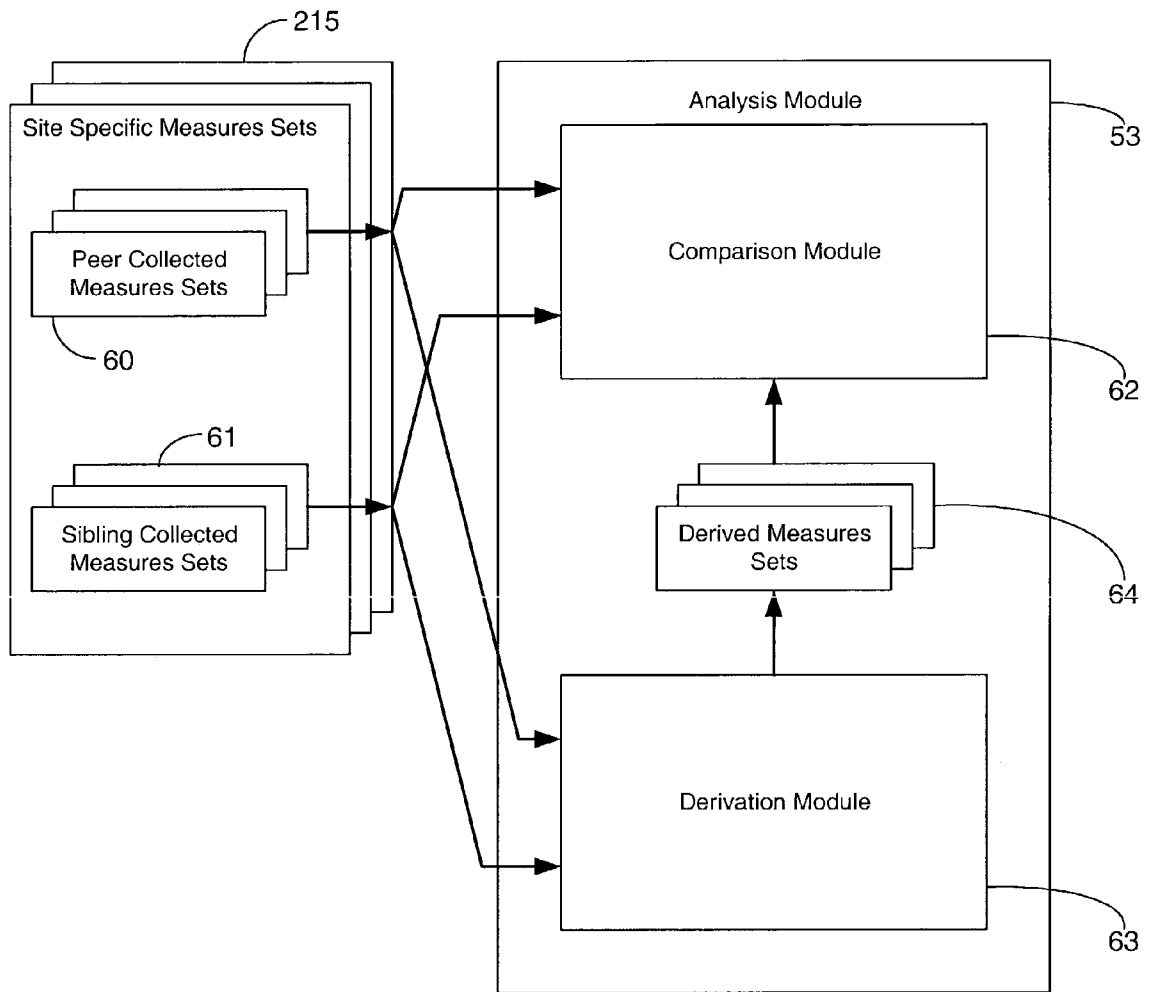 215
Site Specific Measures Sets
Analysis Module
53
Peer Collected
Measures Sets
Comparison Module
60
62
61
Sibling Collected
Measures Sets
Derived Measures
Sets
64
Derivation Module
63